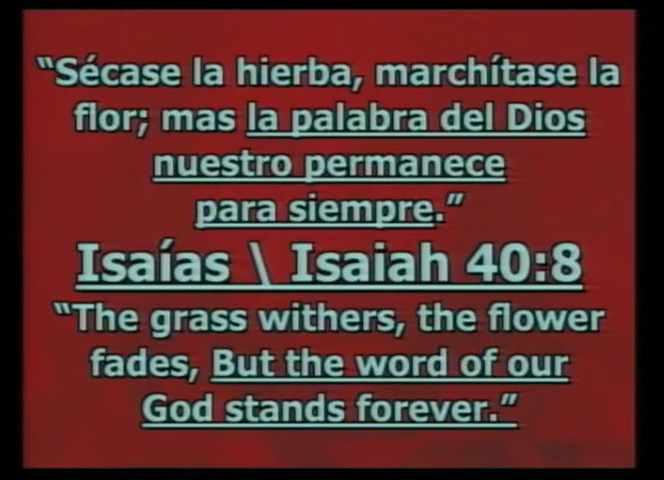 “Sécase la hierba, marchítase la
flor; mas la palabra del Dios
nuestro permanece
para siempre.”
Isaías \ Isaiah 40:8
“The grass withers, the flower
fades, But the word of our
God stands forever.”